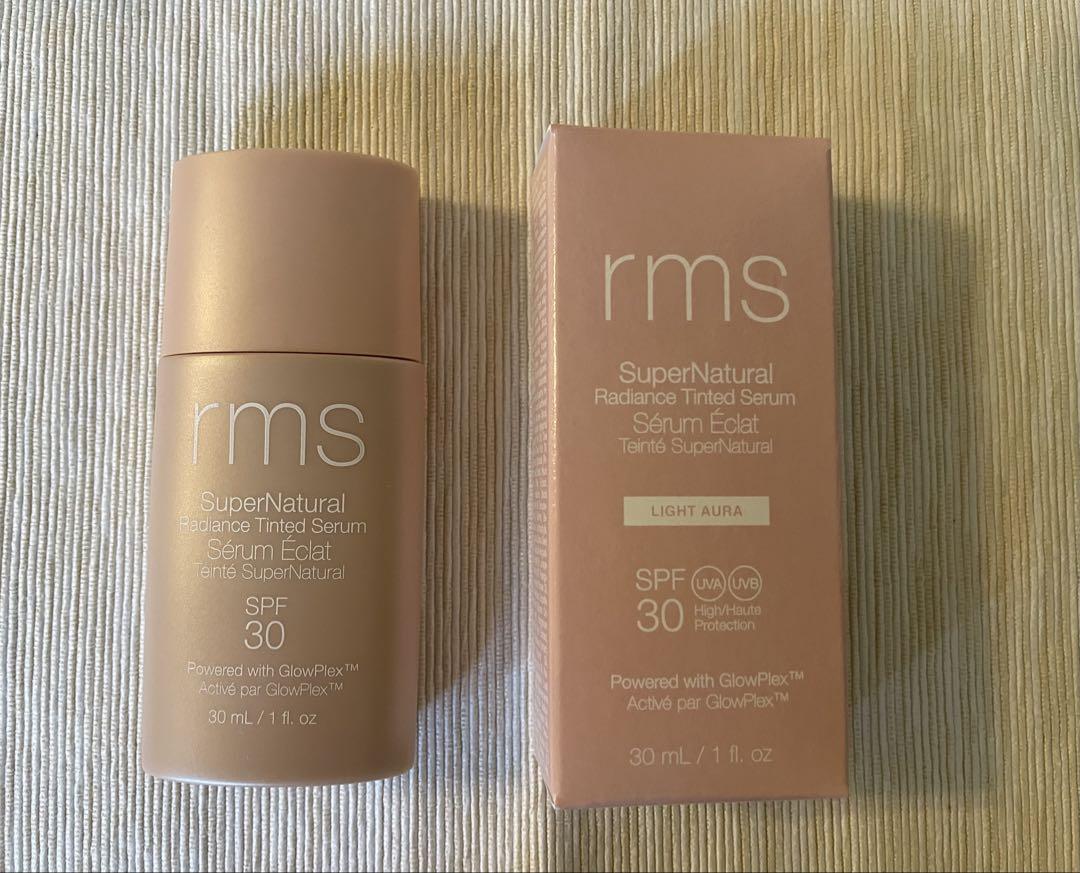 rms
SuperNatural
Radiance Tinted Serum
Sérum Éclat
Teinté SuperNatural
SPF
30
Powered with GlowPlex™
Activé par GlowPlex™
30 mL / 1 fl. oz
rms
SuperNatural
Radiance Tinted Serum
Sérum Éclat
Teinté SuperNatural
LIGHT AURA
SPF UVA UVB
30 High/Haute
Protection
Powered with GlowPlex™
Activé par GlowPlex™
30 mL / 1 fl. oz